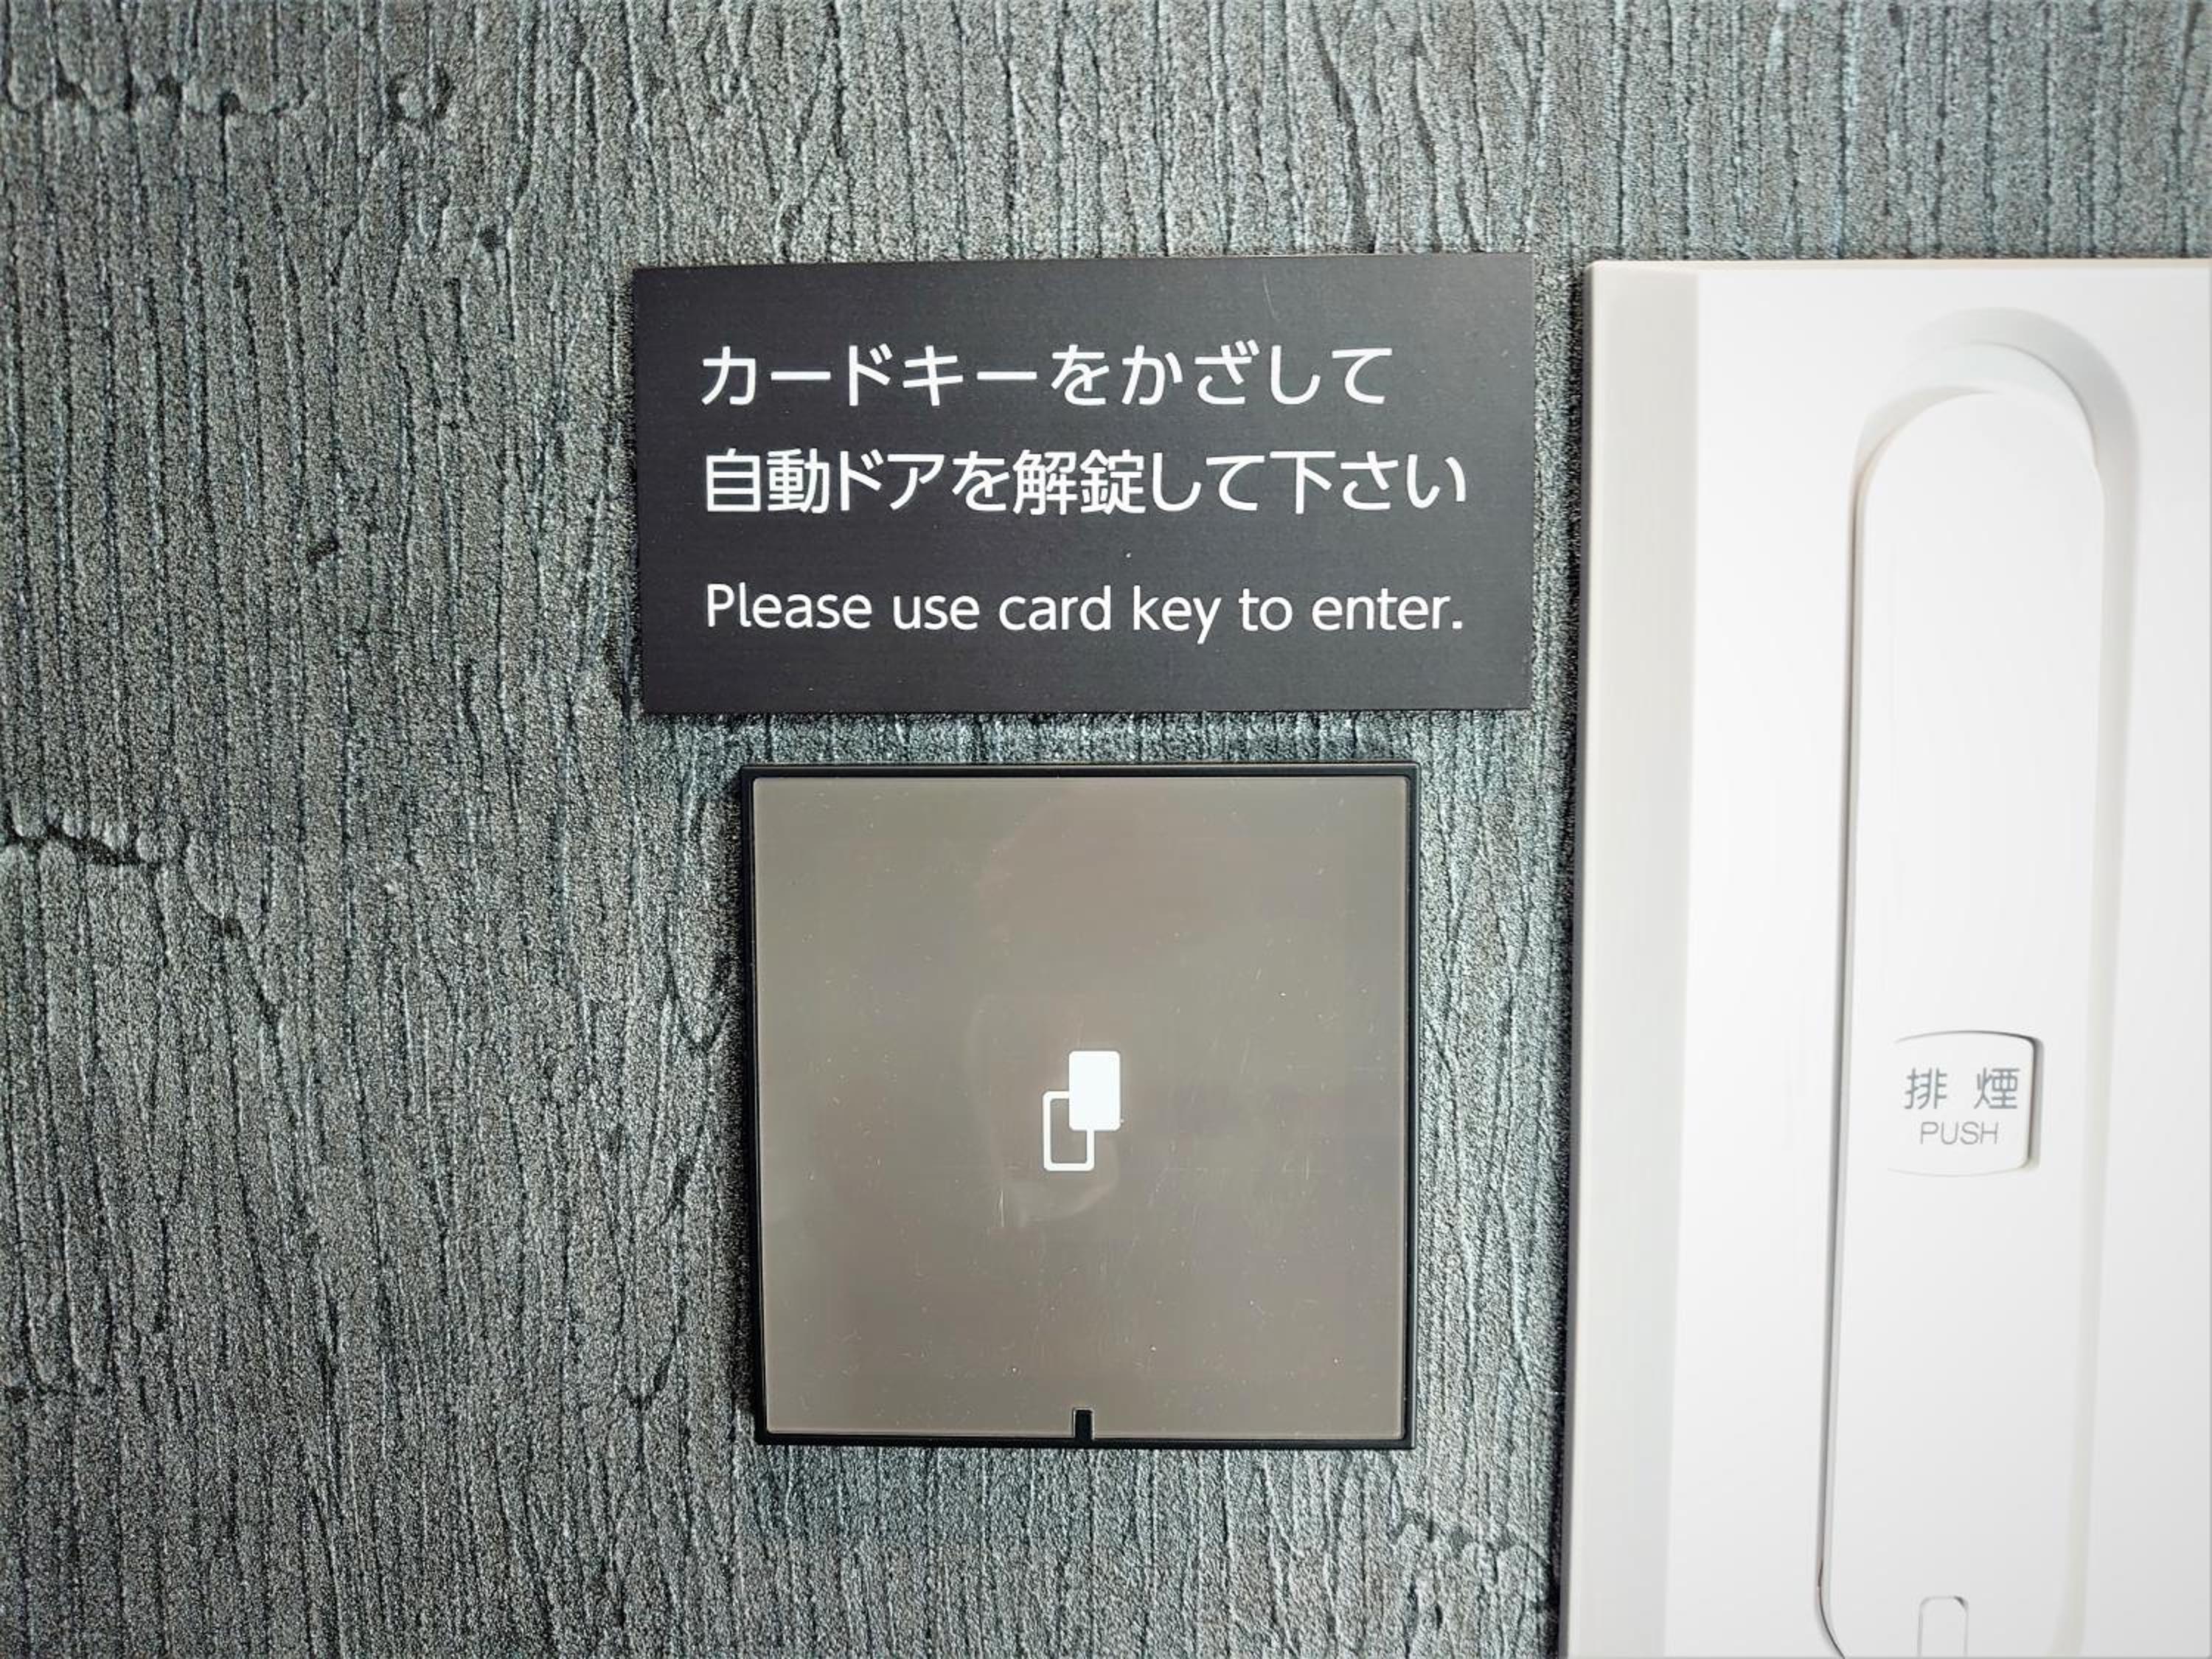 カードキーをかざして
自動ドアを解錠して下さい
Please use card key to enter.
排 煙
PUSH